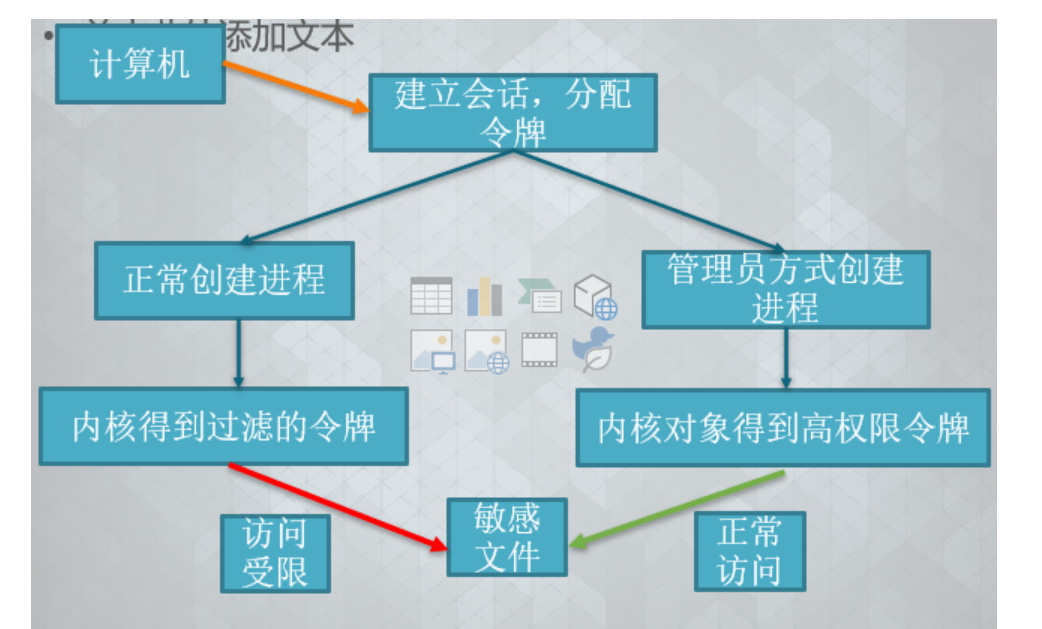 添加文本
计算机
建立会话，分配
令牌
正常创建进程
管理员方式创建
进程
内核得到过滤的令牌
内核对象得到高权限令牌
访问
受限
敏感
文件
正常
访问